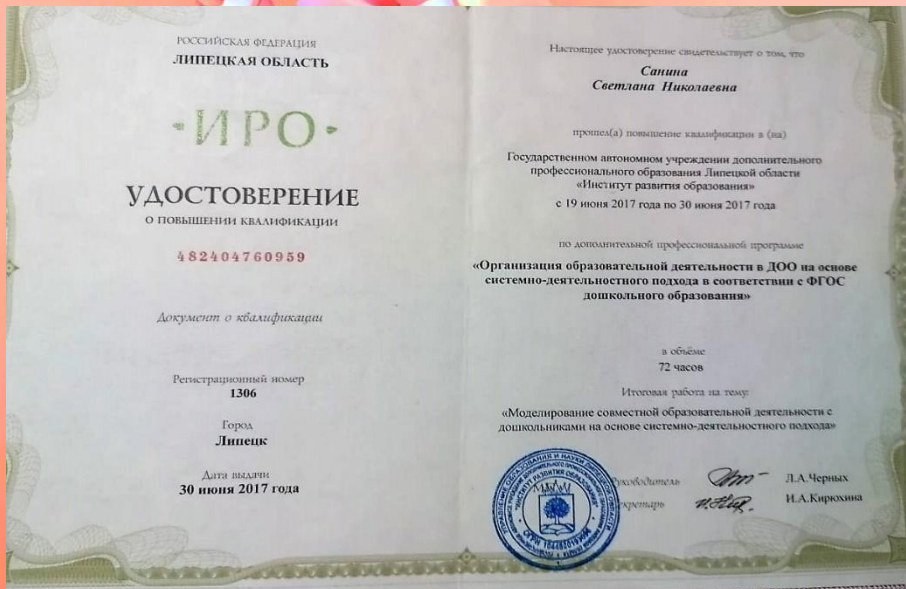 РОССИЙСКАЯ ФЕДЕРАЦИЯ
ЛИПЕЦКАЯ ОБЛАСТЬ
·ИРО·
УДОСТОВЕРЕНИЕ
О ПОВЫШЕНИИ КВАЛИФИКАЦИИ
482404760959
Документ о квалификации
Регистрационный номер
1306
Город
Липецк
Дата выдачи
30 июня 2017 года
Настоящее удостоверение свидетельствует о том, что
Санина
Светлана Николаевна
прошел(а) повышение квалификации в (на)
Государственном автономном учреждении дополнительного
профессионального образования Липецкой области
«Институт развития образования»
с 19 июня 2017 года по 30 июня 2017 года
по дополнительной профессиональной программе
«Организация образовательной деятельности в ДОО на основе
системно-деятельностного подхода в соответствии с ФГОС
дошкольного образования»
в объёме
72 часов
Итоговая работа на тему:
«Моделирование совместной образовательной деятельности с
дошкольниками на основе системно-деятельностного подхода»
Руководитель Л.А.Черных
Секретарь И.А.Кирюхина
"ИНСТИТУТ РАЗВИТИЯ ОБРАЗОВАНИЯ"